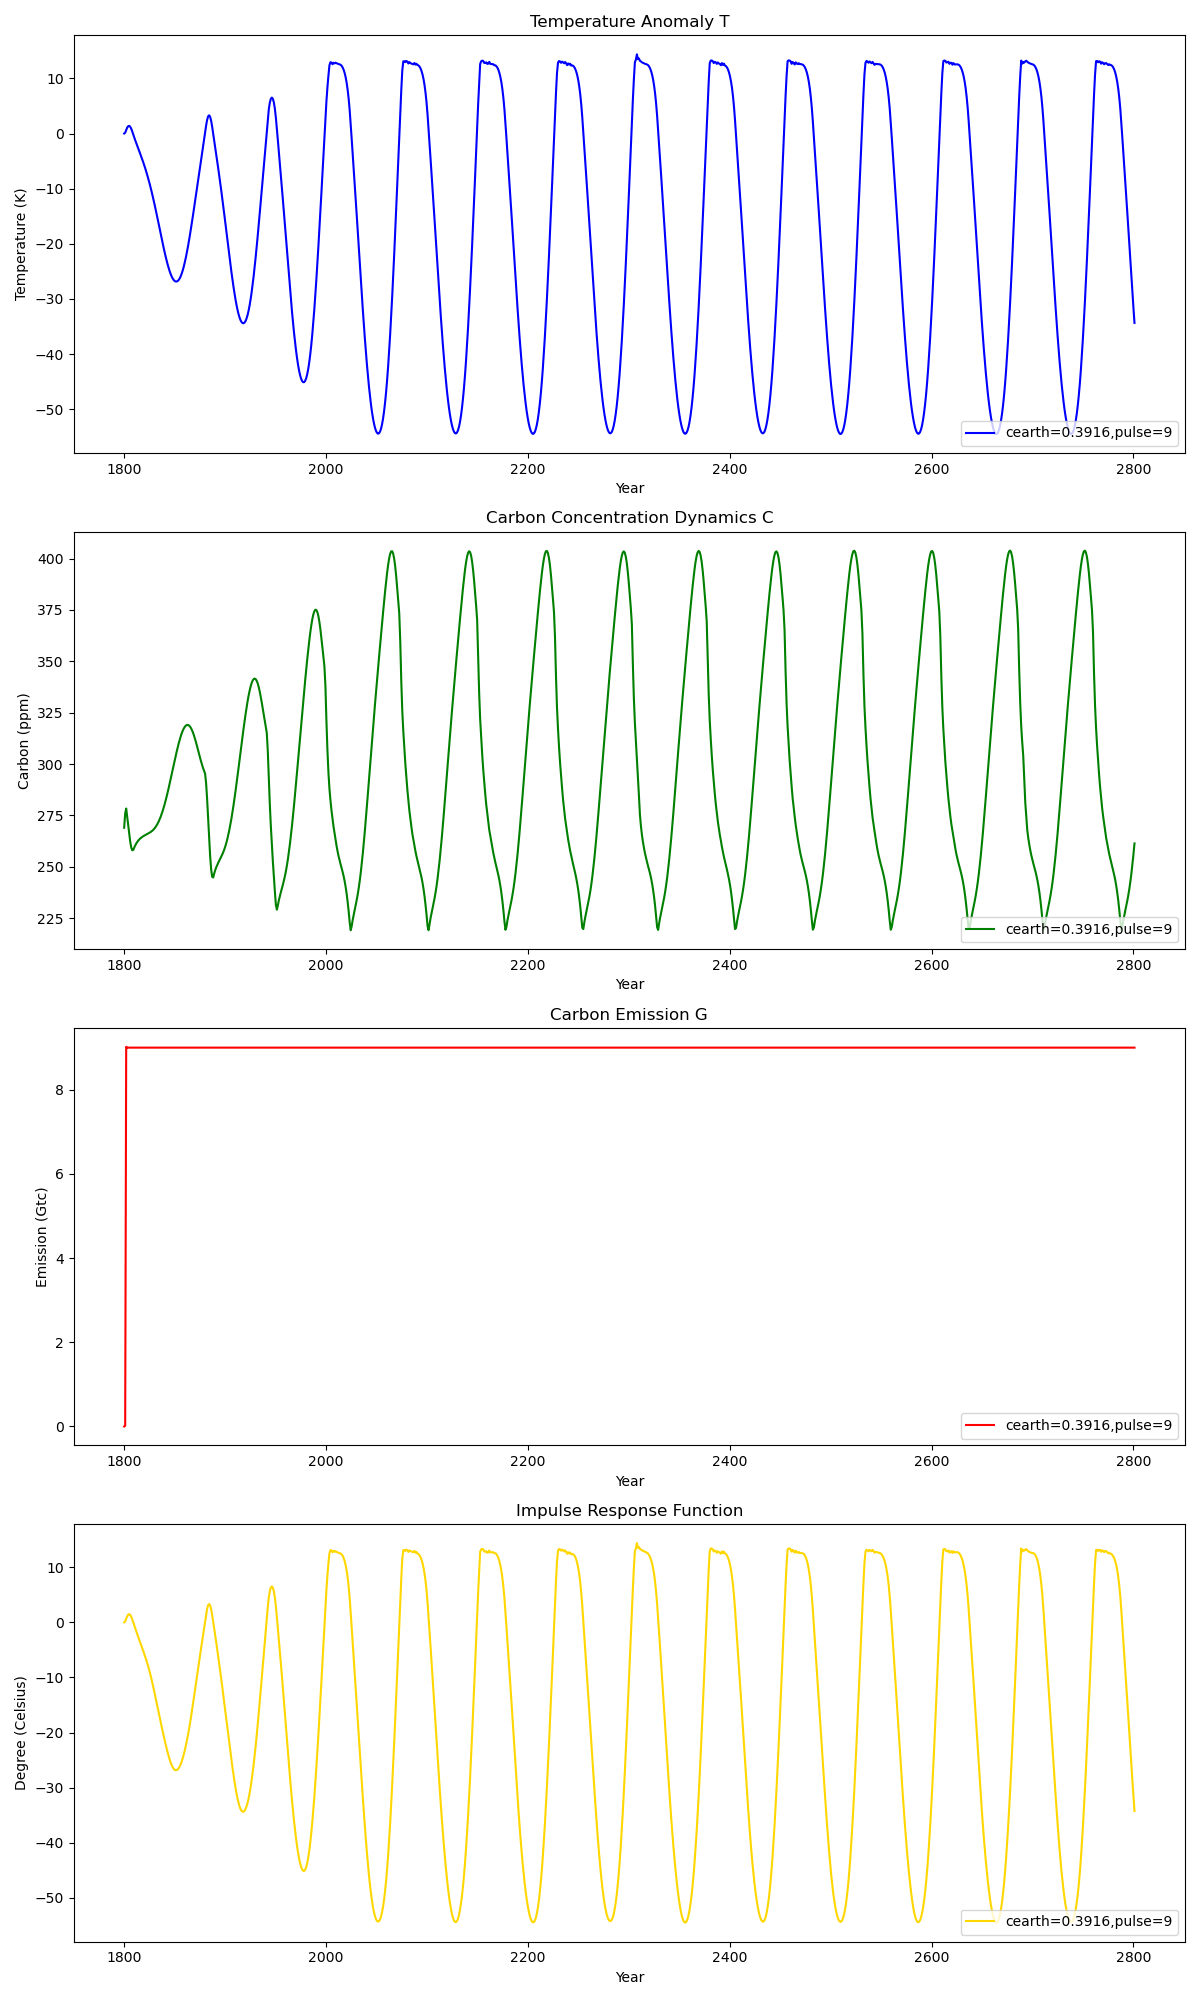 Temperature Anomaly T
10
0
−10
−20
−30
−40
−50
Temperature (K)
1800 2000 2200 2400 2600 2800
Year
cearth=0.3916,pulse=9
Carbon Concentration Dynamics C
400
375
350
325
300
275
250
225
Carbon (ppm)
1800 2000 2200 2400 2600 2800
Year
cearth=0.3916,pulse=9
Carbon Emission G
8
6
4
2
0
Emission (Gtc)
1800 2000 2200 2400 2600 2800
Year
cearth=0.3916,pulse=9
Impulse Response Function
10
0
−10
−20
−30
−40
−50
Degree (Celsius)
1800 2000 2200 2400 2600 2800
Year
cearth=0.3916,pulse=9